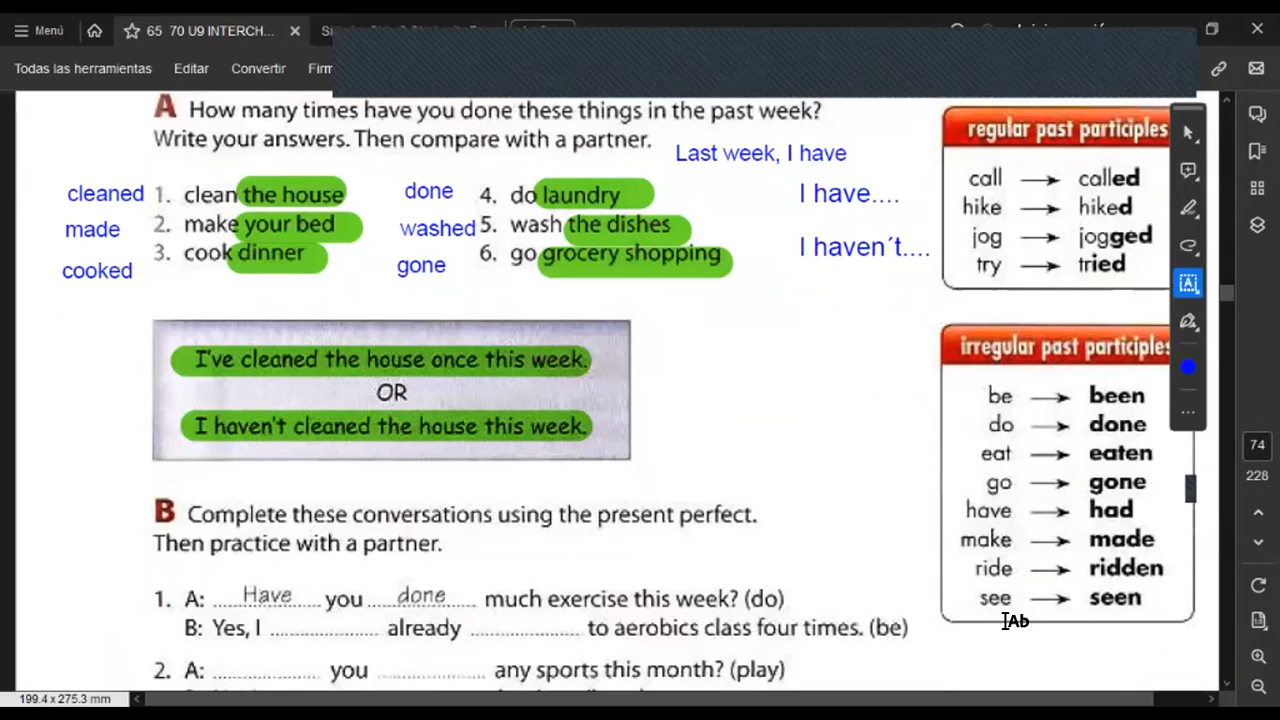 Menú
65 70 U9 INTERCH...
Todas las herramientas
Editar
Convertir
A How many times have you done these things in the past week?
Write your answers. Then compare with a partner.
Last week, I have
cleaned 1. clean the house
made 2. make your bed
cooked 3. cook dinner
done 4. do laundry
washed 5. wash the dishes
gone 6. go grocery shopping
I have....
I haven´t....
I've cleaned the house once this week.
OR
I haven't cleaned the house this week.
B Complete these conversations using the present perfect.
Then practice with a partner.
1. A: Have you done much exercise this week? (do)
B: Yes, I .................... already .................... to aerobics class four times. (be)
2. A: .................... you .................... any sports this month? (play)
regular past participles
call → called
hike → hiked
jog → jogged
try → tried
irregular past participles
be → been
do → done
eat → eaten
go → gone
have → had
make → made
ride → ridden
see → seen
Ab
74
228
199.4 x 275.3 mm